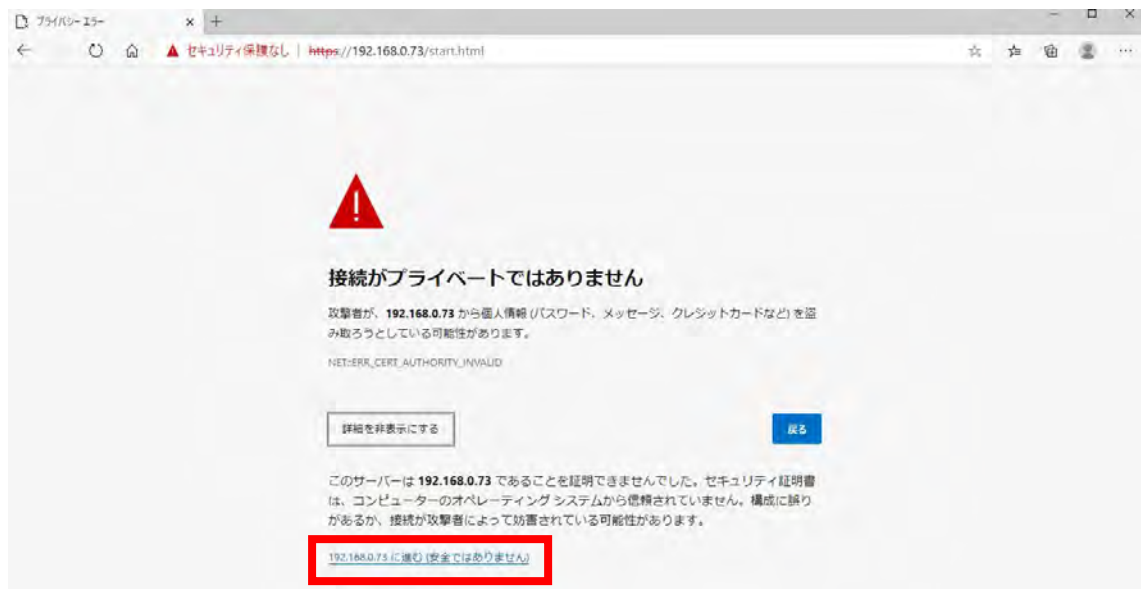 プライバシー エラー
セキュリティ保護なし | https://192.168.0.73/start.html
接続がプライベートではありません
攻撃者が、192.168.0.73 から個人情報 (パスワード、メッセージ、クレジットカードなど) を盗
み取ろうとしている可能性があります。
NET::ERR_CERT_AUTHORITY_INVALID
詳細を非表示にする
戻る
このサーバーは 192.168.0.73 であることを証明できませんでした。セキュリティ証明書
は、コンピューターのオペレーティング システムから信頼されていません。構成に誤り
があるか、接続が攻撃者によって妨害されている可能性があります。
192.168.0.73 に進む (安全ではありません)